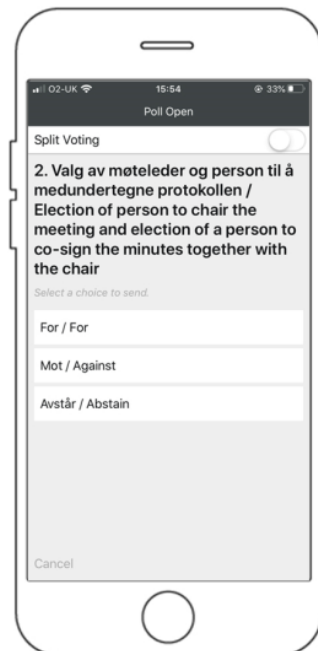 O2-UK 15:54 33%
Poll Open
Split Voting
2. Valg av møteleder og person til å
medundertegne protokollen /
Election of person to chair the
meeting and election of a person to
co-sign the minutes together with
the chair
Select a choice to send.
For / For
Mot / Against
Avstår / Abstain
Cancel